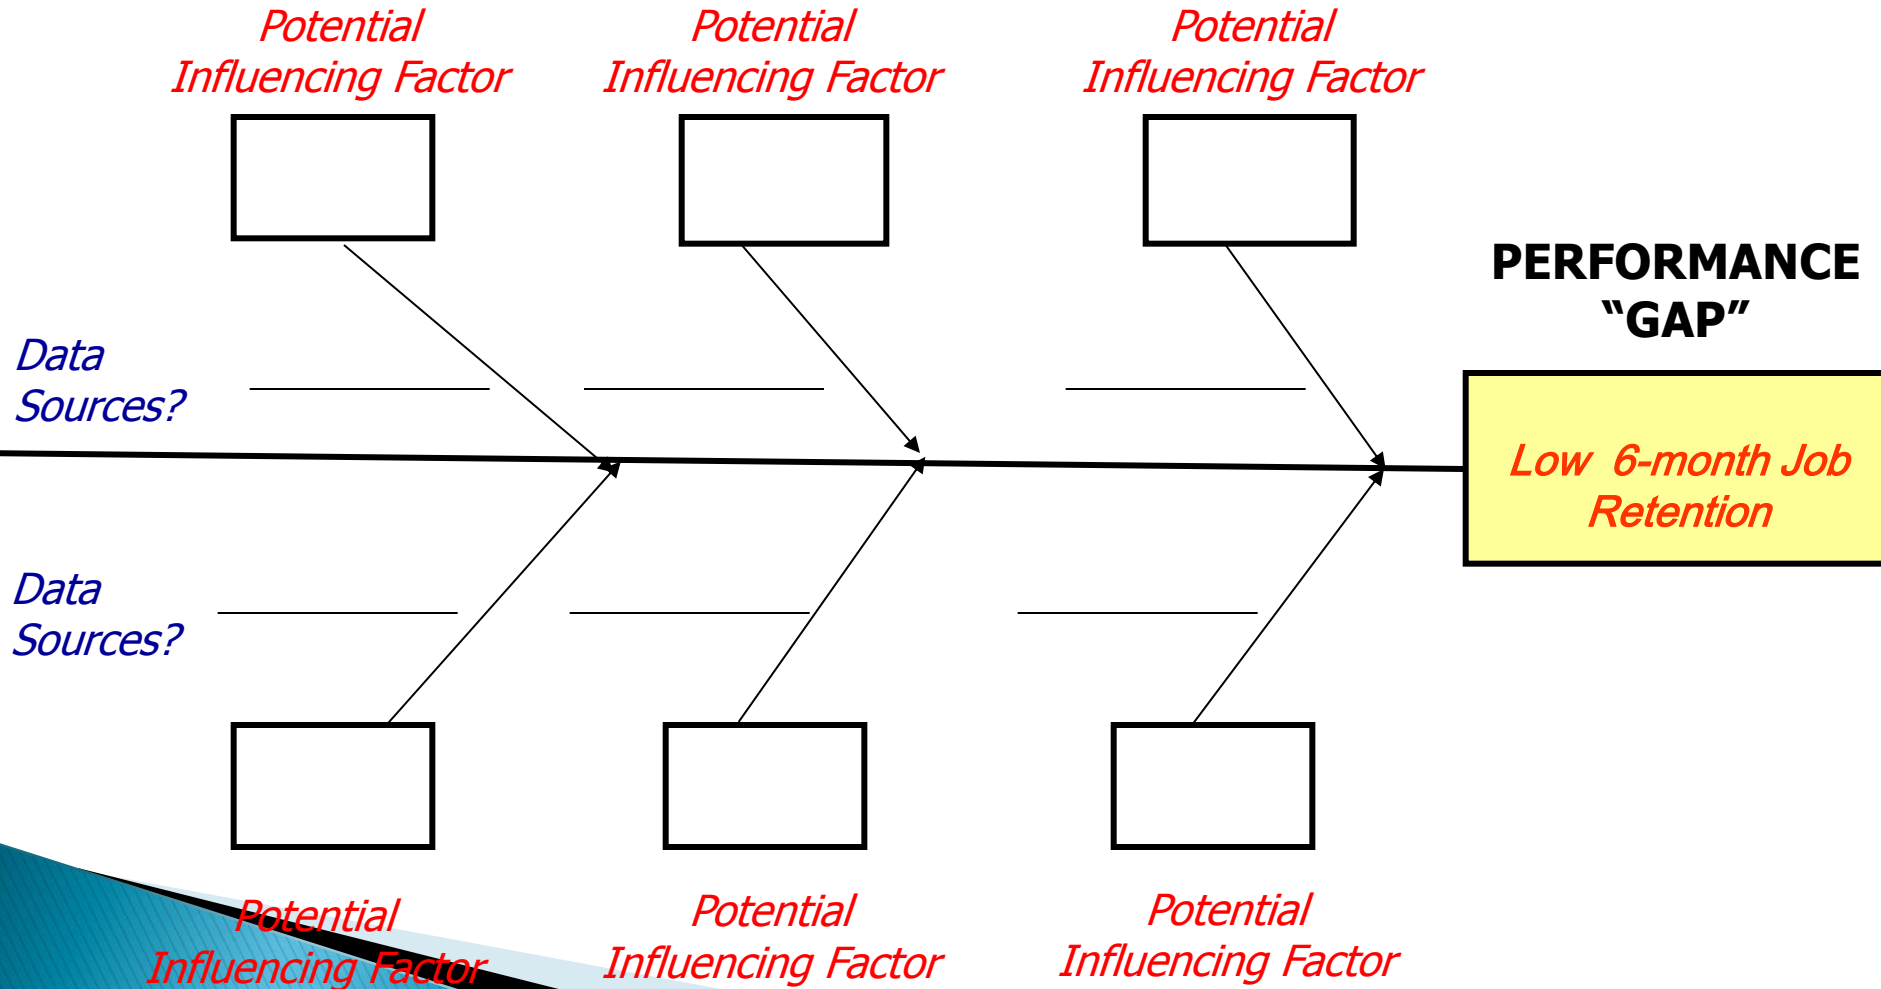 Potential
Influencing Factor
Potential
Influencing Factor
Potential
Influencing Factor
PERFORMANCE
“GAP”
Data
Sources?
Low  6-month Job
Retention
Data
Sources?
Potential
Influencing Factor
Potential
Influencing Factor
Potential
Influencing Factor